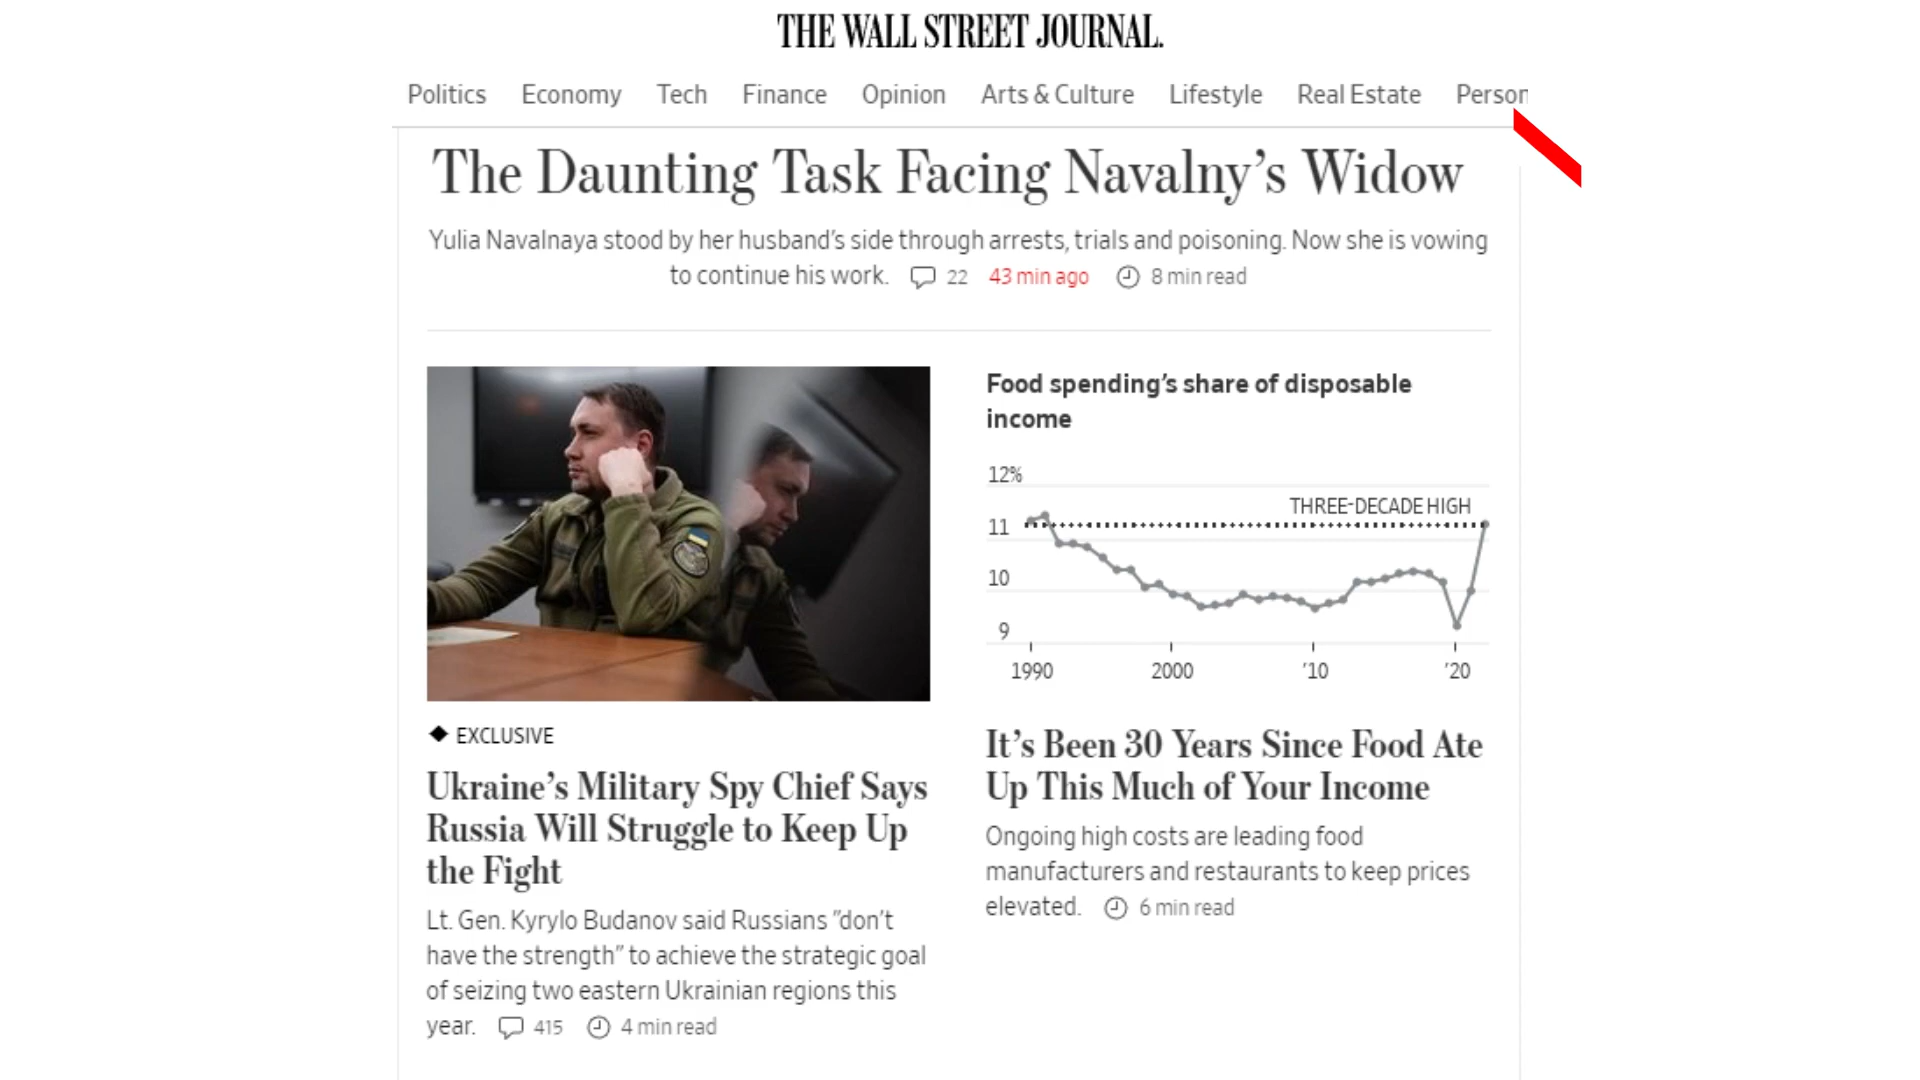 THE WALL STREET JOURNAL.
Politics Economy Tech Finance Opinion Arts & Culture Lifestyle Real Estate Person
The Daunting Task Facing Navalny’s Widow
Yulia Navalnaya stood by her husband’s side through arrests, trials and poisoning. Now she is vowing
to continue his work. 22 43 min ago 8 min read
◆ EXCLUSIVE
Ukraine’s Military Spy Chief Says
Russia Will Struggle to Keep Up
the Fight
Lt. Gen. Kyrylo Budanov said Russians ”don’t
have the strength” to achieve the strategic goal
of seizing two eastern Ukrainian regions this
year. 415 4 min read
Food spending’s share of disposable
income
12%
THREE-DECADE HIGH
11
10
9
1990 2000 ’10 ’20
It’s Been 30 Years Since Food Ate
Up This Much of Your Income
Ongoing high costs are leading food
manufacturers and restaurants to keep prices
elevated. 6 min read